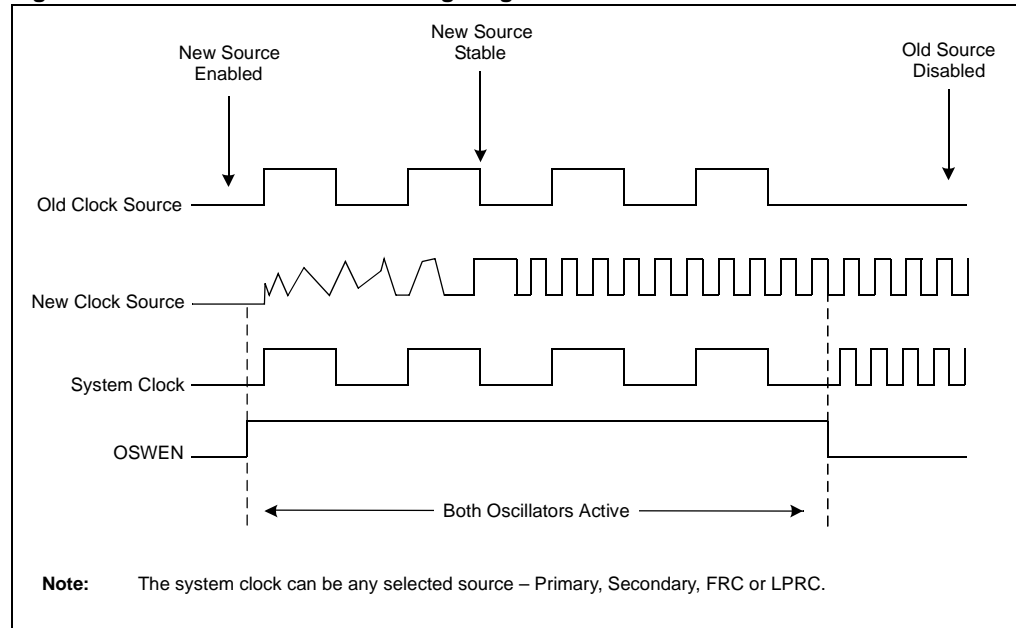 New Source
Enabled
New Source
Stable
Old Source
Disabled
Old Clock Source
New Clock Source
System Clock
OSWEN
Both Oscillators Active
Note: The system clock can be any selected source – Primary, Secondary, FRC or LPRC.